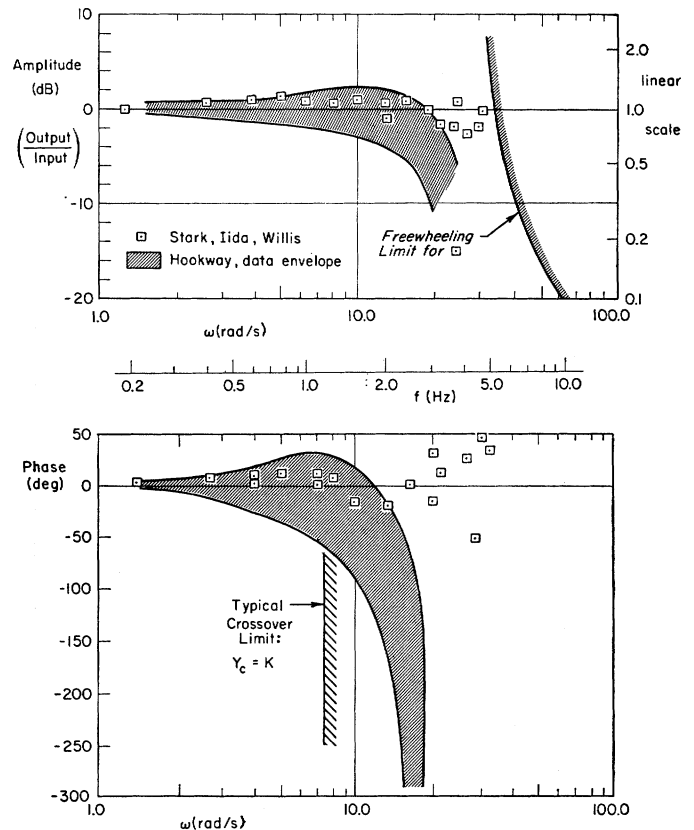 10
Amplitude
(dB)
0
(Output
Input)
-10
-20
2.0
linear
1.0
scale
0.5
0.2
0.1
Stark, Iida, Willis
Hookway, data envelope
Freewheeling
Limit for
1.0
10.0
100.0
ω(rad/s)
0.2
0.5
1.0
2.0
5.0
10.0
f (Hz)
50
Phase
(deg)
0
-50
-100
-150
-200
-250
-300
Typical
Crossover
Limit:
Yc = K
1.0
10.0
100.0
ω(rad/s)